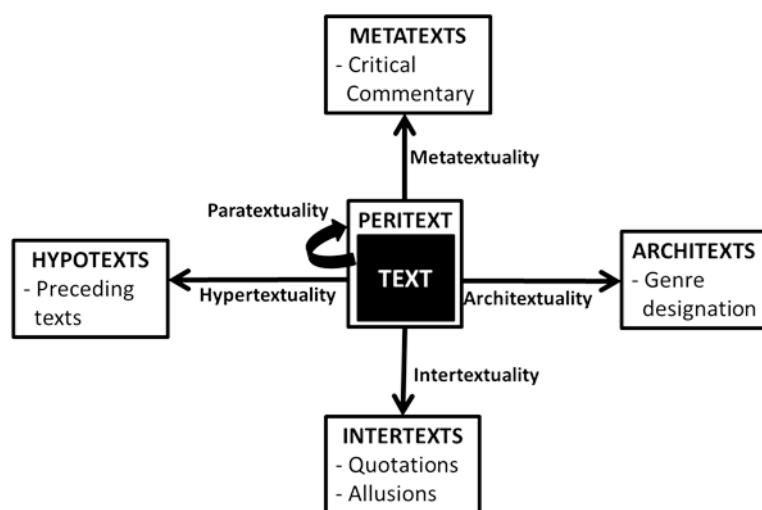 METATEXTS
- Critical
Commentary
Metatextuality
Paratextuality
PERITEXT
TEXT
HYPOTEXTS
- Preceding
texts
Hypertextuality
Architextuality
ARCHITEXTS
- Genre
designation
Intertextuality
INTERTEXTS
- Quotations
- Allusions